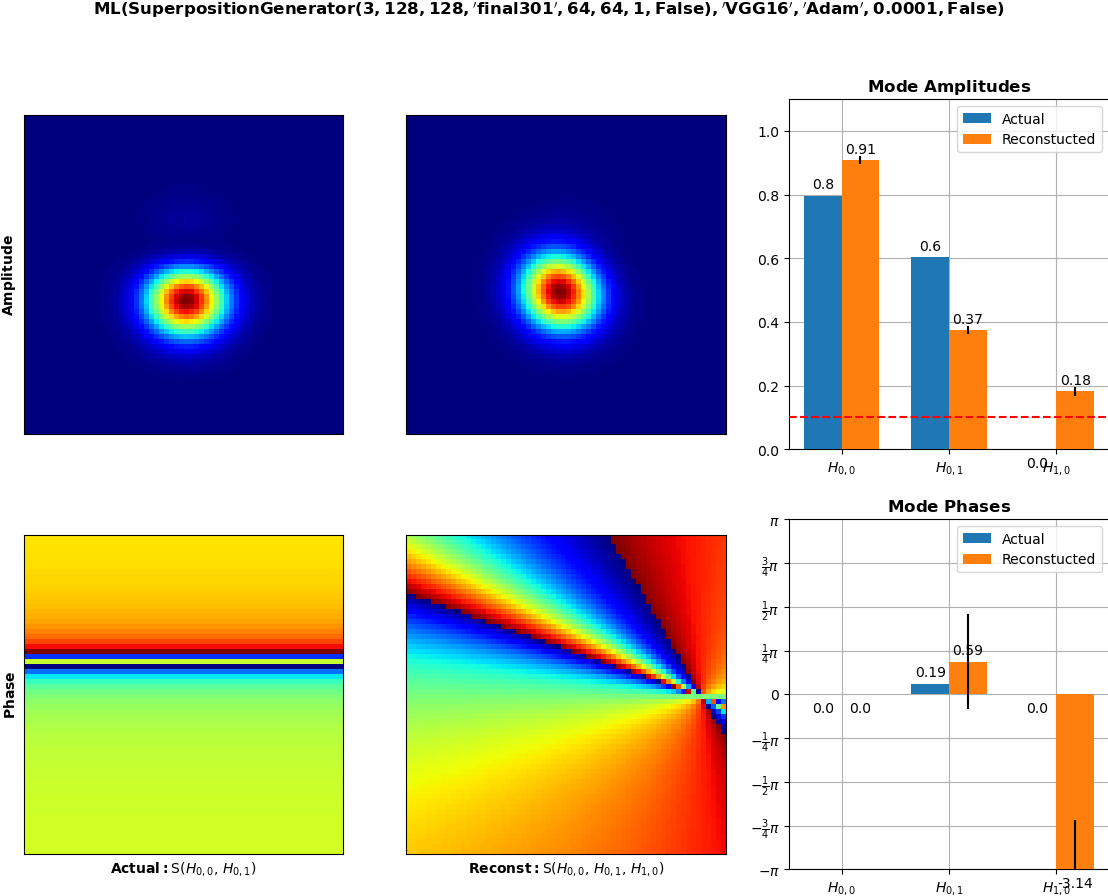 ML(SuperpositionGenerator(3, 128, 128, 'final301', 64, 64, 1, False), 'VGG16', 'Adam', 0.0001, False)
Amplitude
Mode Amplitudes
Actual
Reconstucted
1.0
0.8
0.6
0.4
0.2
0.0
0.8
0.91
0.6
0.37
0.0
0.18
H0,0
H0,1
H1,0
Phase
Actual: S(H0,0, H0,1)
Reconst: S(H0,0, H0,1, H1,0)
Mode Phases
Actual
Reconstucted
π
3/4π
1/2π
1/4π
0
−1/4π
−1/2π
−3/4π
−π
0.0
0.0
0.19
0.59
0.0
-3.14
H0,0
H0,1
H1,0